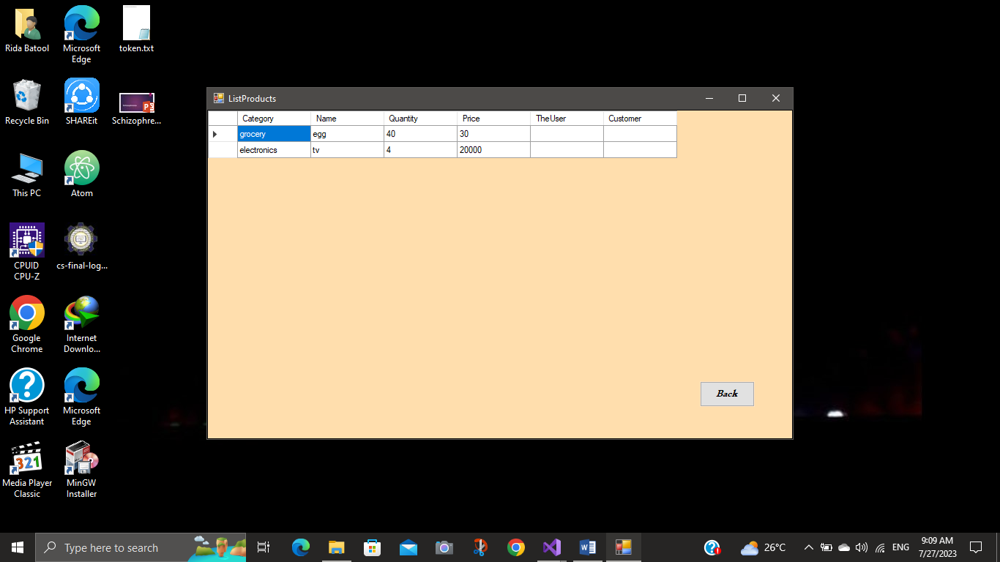 Rida Batool
Microsoft
Edge
token.txt
Recycle Bin
SHAREit
Schizophre...
This PC
Atom
CPUID
CPU-Z
cs-final-log...
Google
Chrome
Internet
Downlo...
HP Support
Assistant
Microsoft
Edge
321
Media Player
Classic
MinGW
Installer
ListProducts
Category Name Quantity Price TheUser Customer
grocery egg 40 30
electronics tv 4 20000
Back
Type here to search
26°C
ENG
9:09 AM
7/27/2023